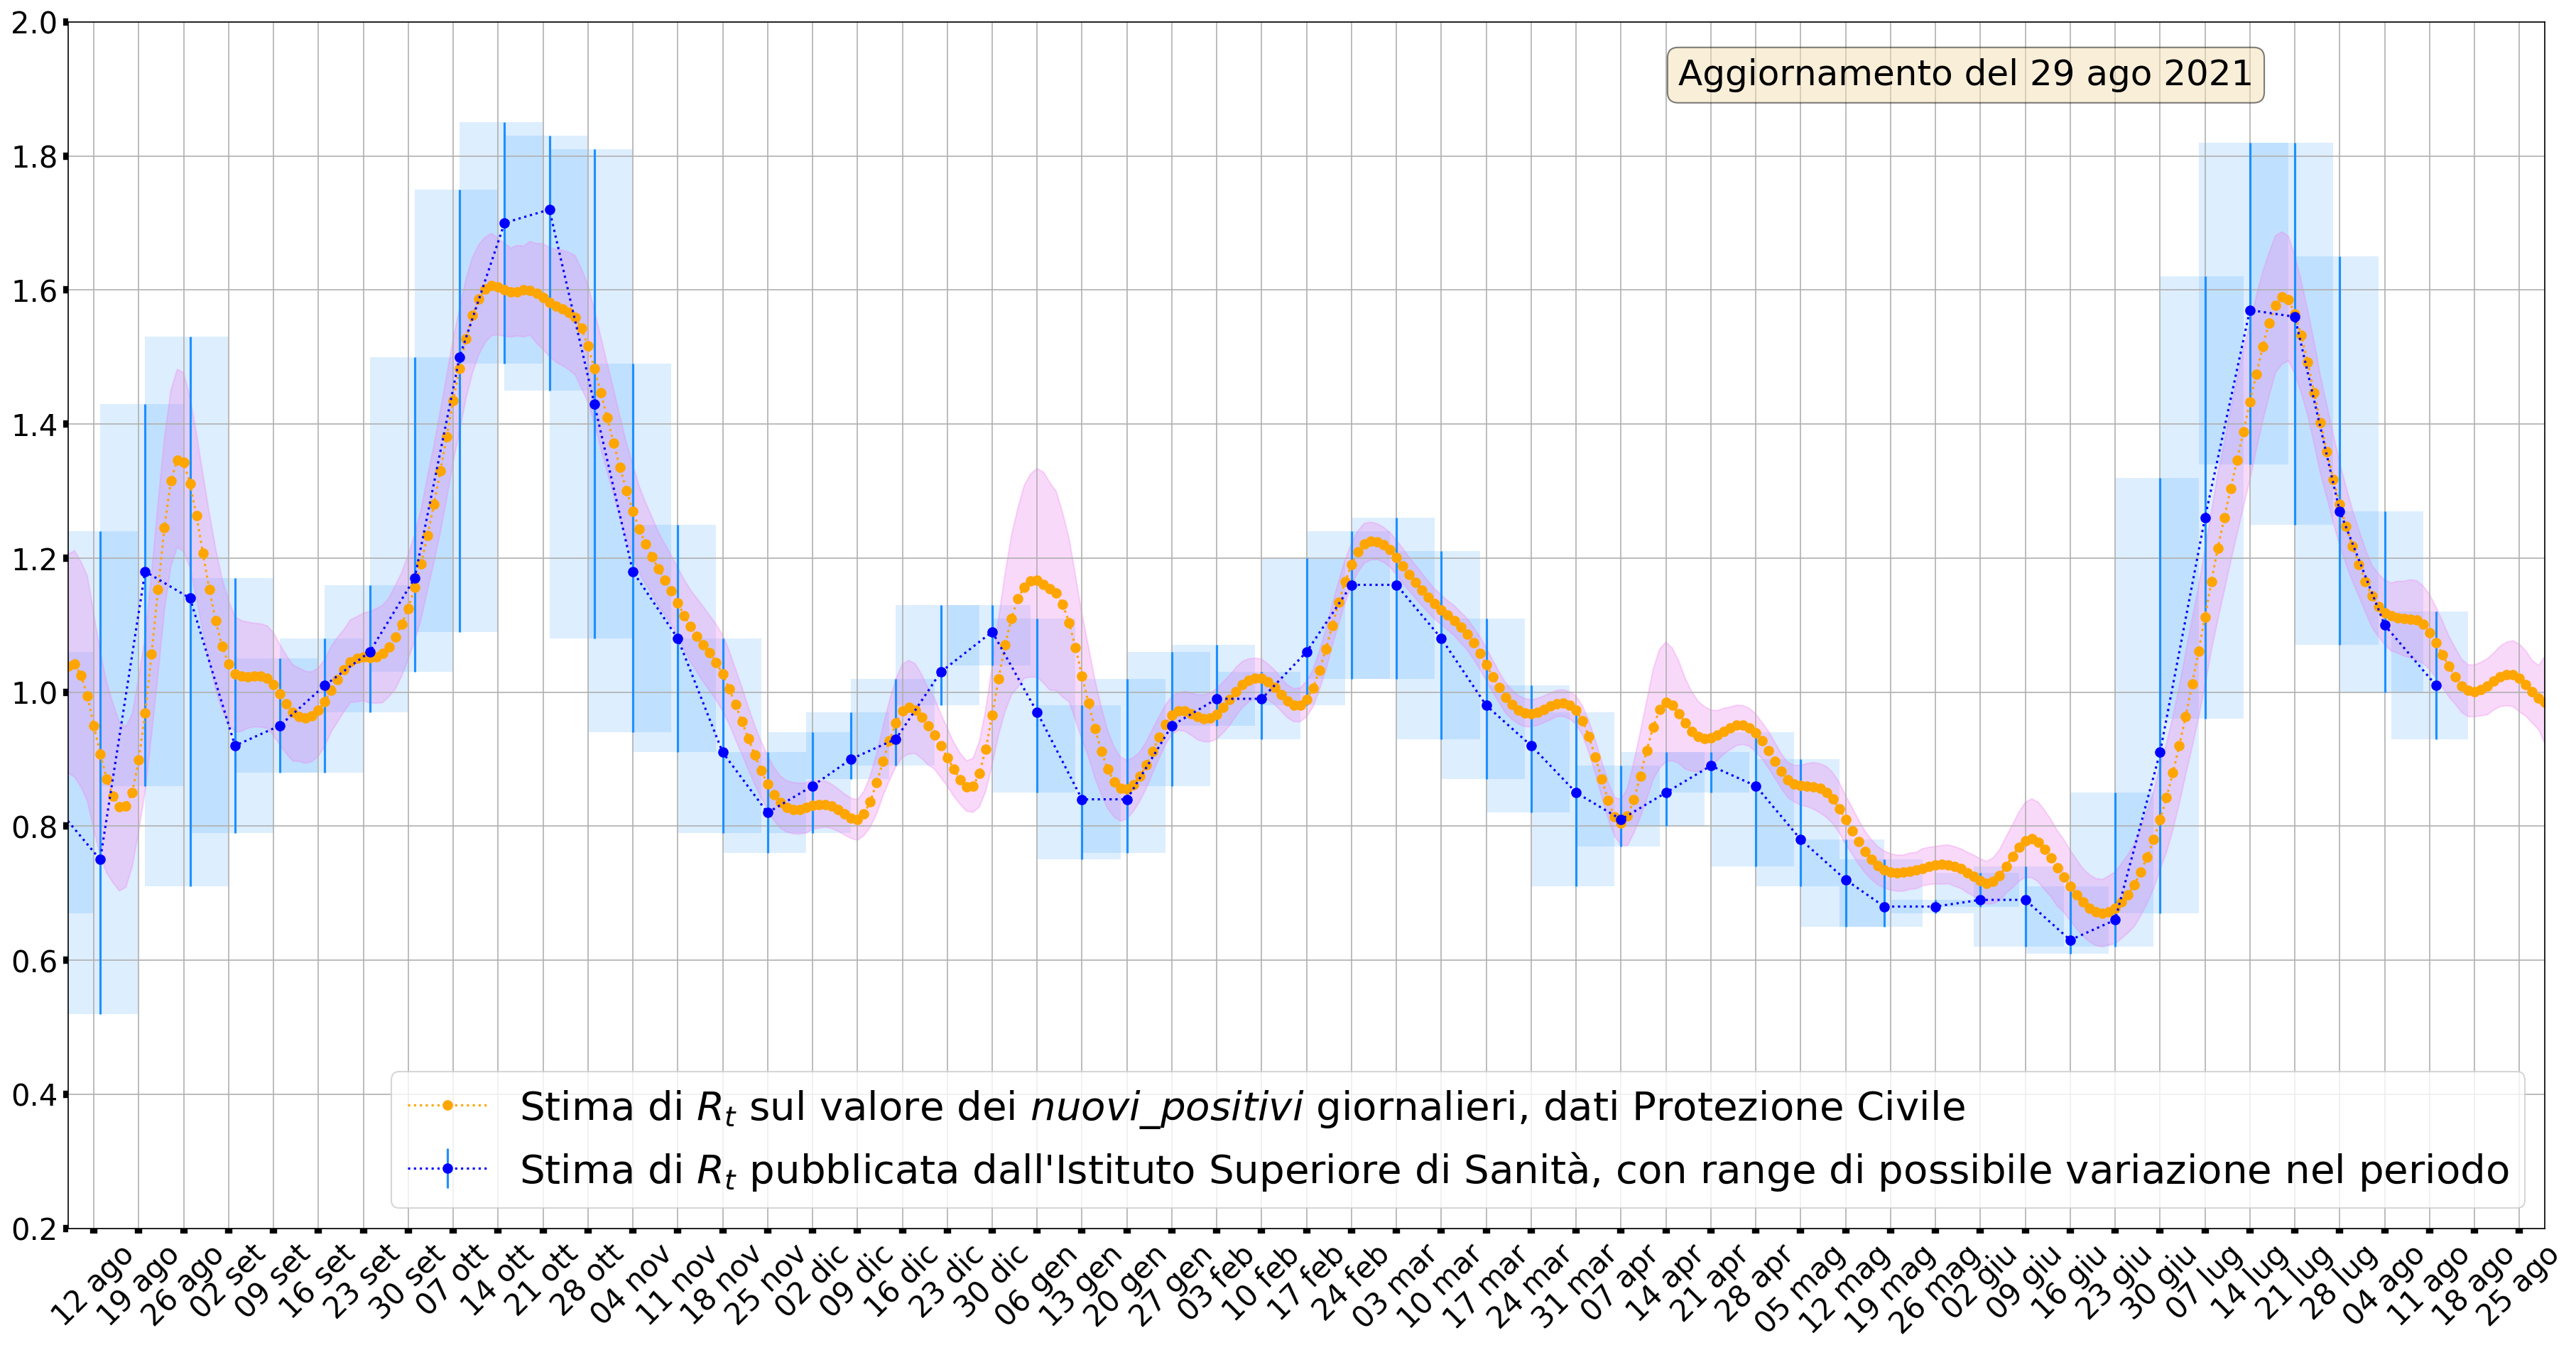 Aggiornamento del 29 ago 2021
2.0
1.8
1.6
1.4
1.2
1.0
0.8
0.6
0.4
0.2
Stima di Rt sul valore dei nuovi_positivi giornalieri, dati Protezione Civile
Stima di Rt pubblicata dall'Istituto Superiore di Sanità, con range di possibile variazione nel periodo
12 ago
19 ago
26 ago
02 set
09 set
16 set
23 set
30 set
07 ott
14 ott
21 ott
28 ott
04 nov
11 nov
18 nov
25 nov
02 dic
09 dic
16 dic
23 dic
30 dic
06 gen
13 gen
20 gen
27 gen
03 feb
10 feb
17 feb
24 feb
03 mar
10 mar
17 mar
24 mar
31 mar
07 apr
14 apr
21 apr
28 apr
05 mag
12 mag
19 mag
26 mag
02 giu
09 giu
16 giu
23 giu
30 giu
07 lug
14 lug
21 lug
28 lug
04 ago
11 ago
18 ago
25 ago